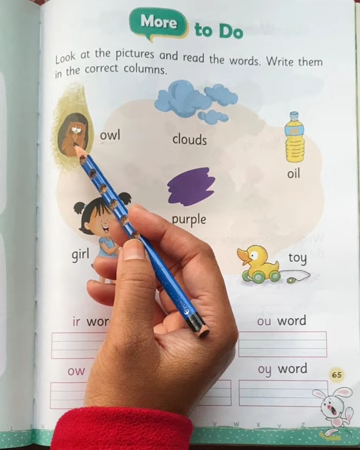 More to Do
Look at the pictures and read the words. Write them
in the correct columns.
owl
clouds
oil
purple
girl
toy
ir
ou word
65
ow
oy word